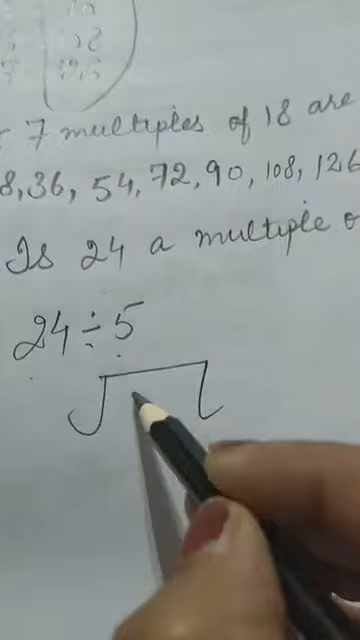 7 multiples of 18 are
8, 36, 54, 72, 90, 108, 126
Is 24 a multiple
24 ÷ 5